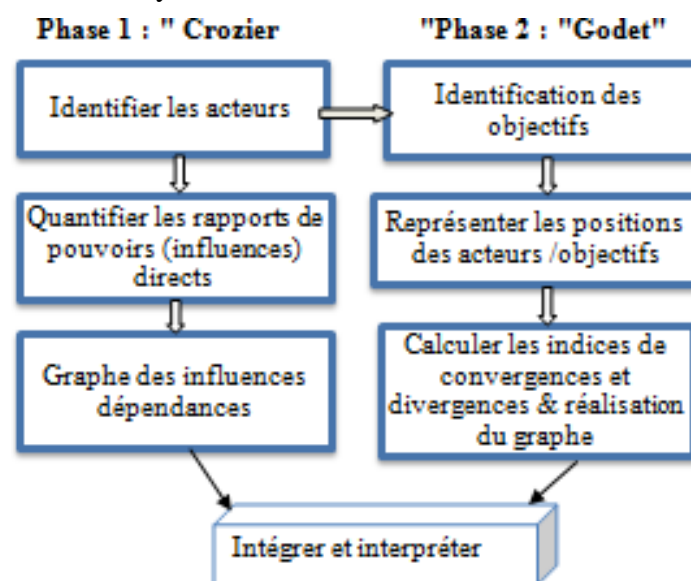 Phase 1 : " Crozier
"Phase 2 : "Godet"
Identifier les acteurs
Identification des
objectifs
Quantifier les rapports de
pouvoirs (influences)
directs
Représenter les positions
des acteurs /objectifs
Graphe des influences
dépendances
Calculer les indices de
convergences et
divergences & réalisation
du graphe
Intégrer et interpréter